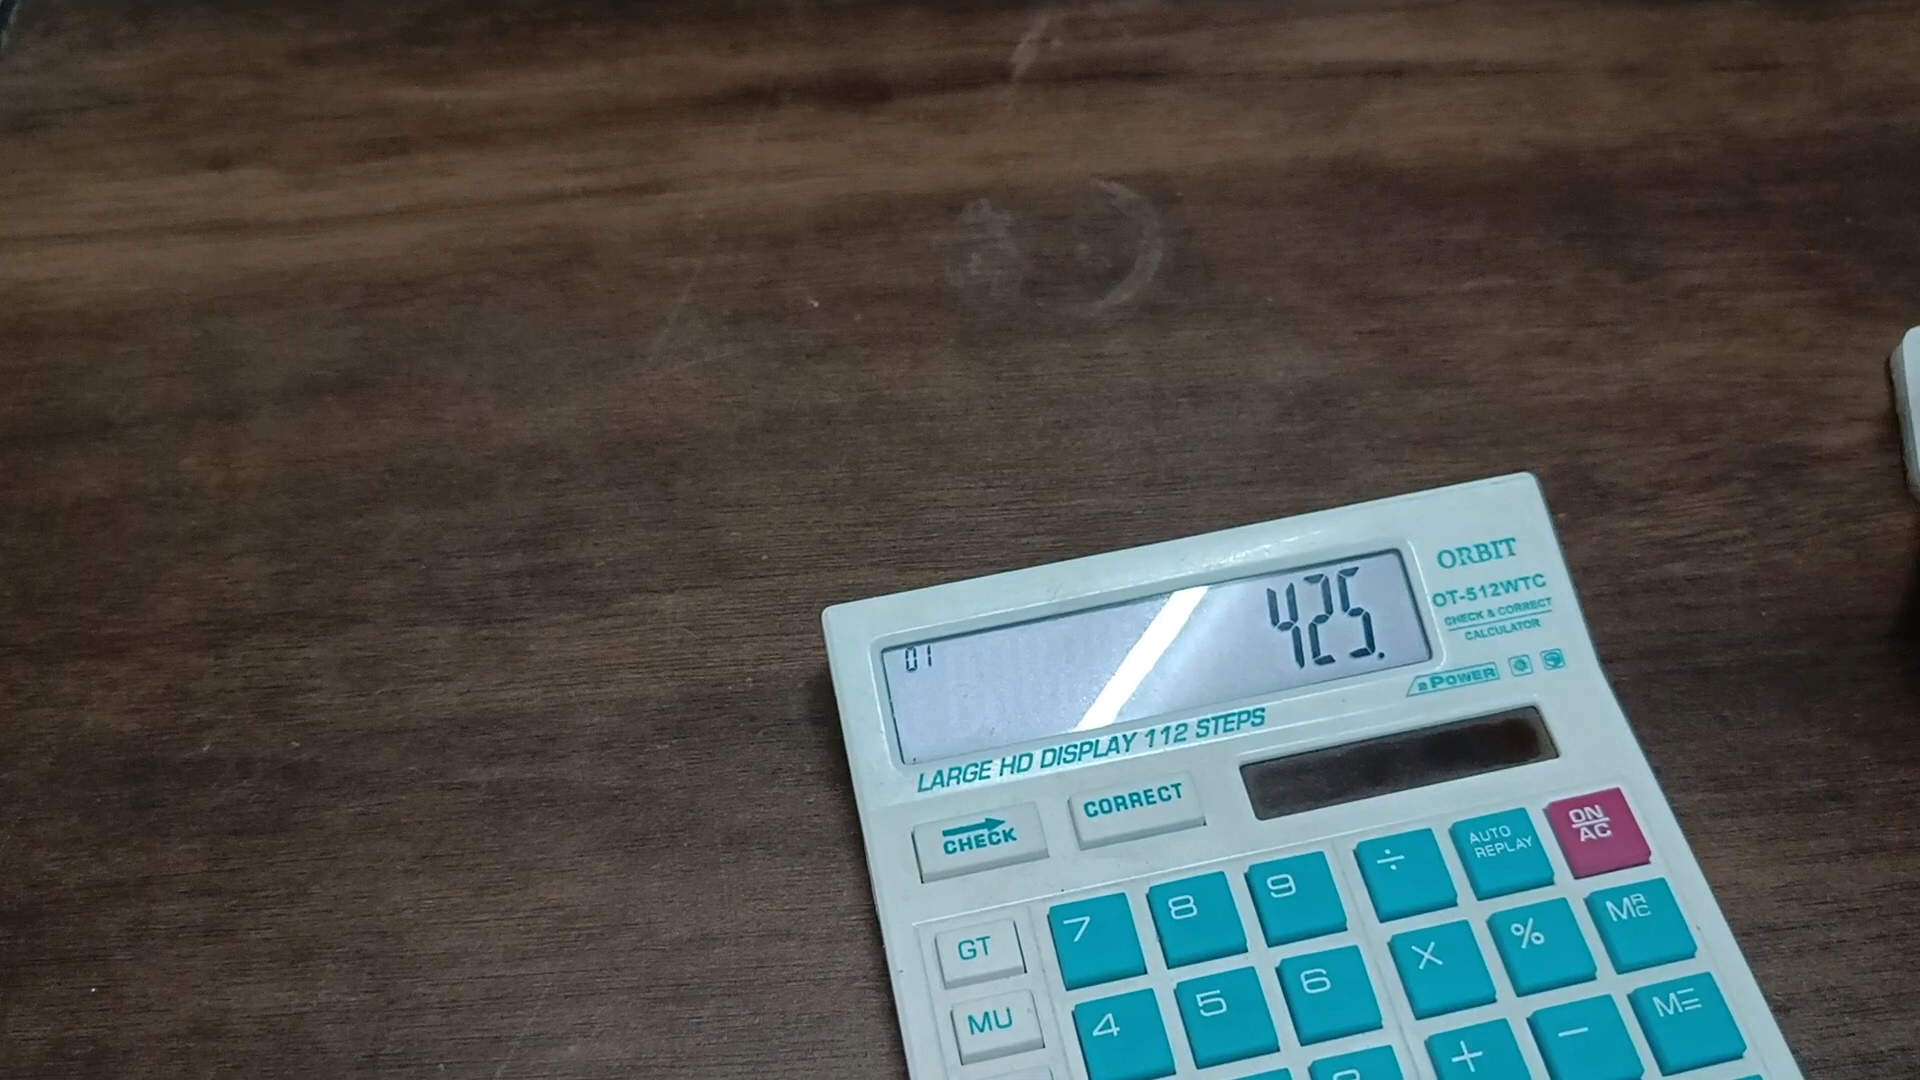 ORBIT
OT-512WTC
CHECK & CORRECT
CALCULATOR
425.
01
2 POWER
LARGE HD DISPLAY 112 STEPS
CHECK
CORRECT
ON
AC
AUTO
REPLAY
÷
9
8
7
GT
MRC
%
×
6
5
4
MU
M=
−
+